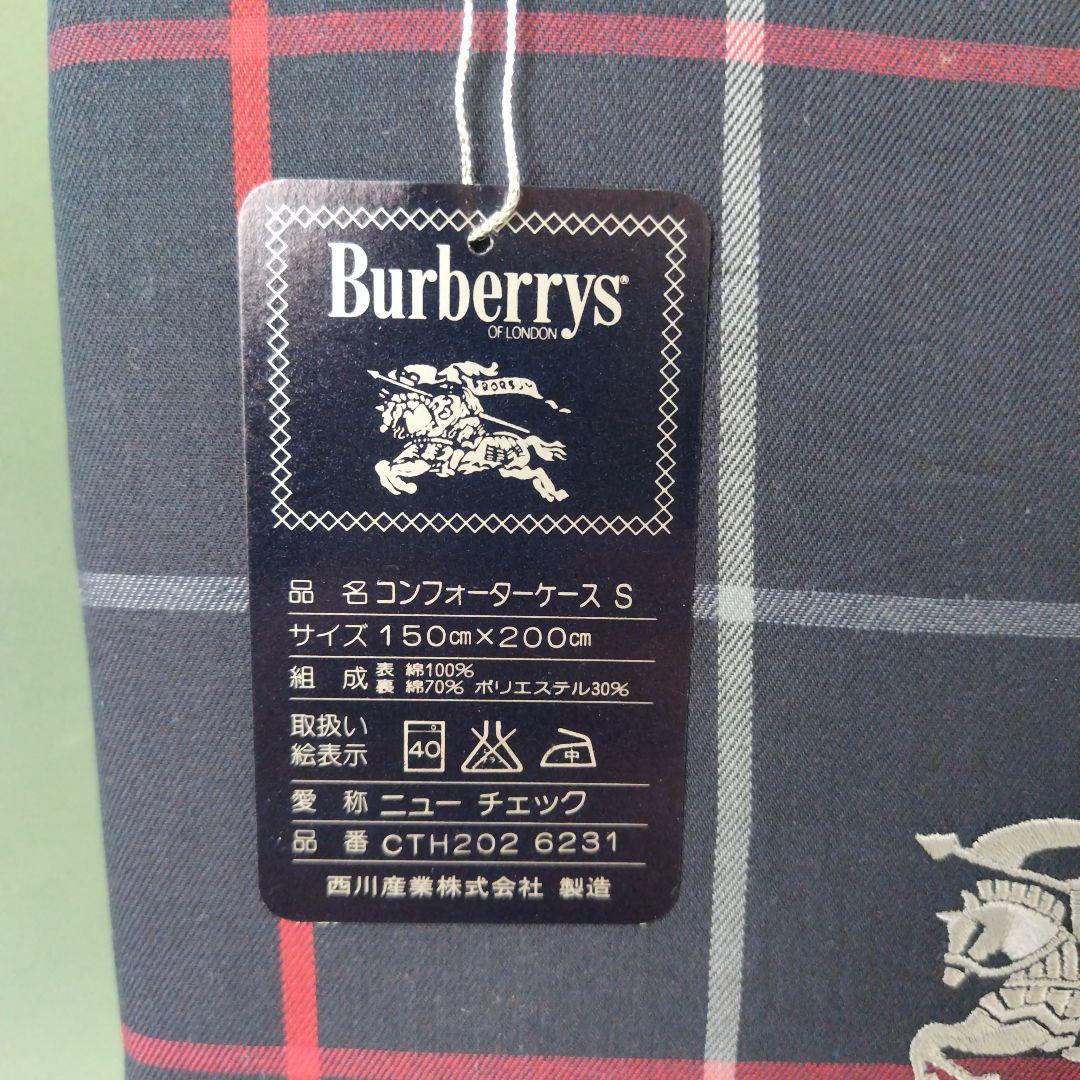 Burberrys®
OF LONDON
品名 コンフォーターケース S
サイズ 150㎝×200㎝
組成 表 綿100%
裏 綿70% ポリエステル30%
取扱い
絵表示
40
中
愛称 ニュー チェック
品番 CTH202 6231
西川産業株式会社 製造